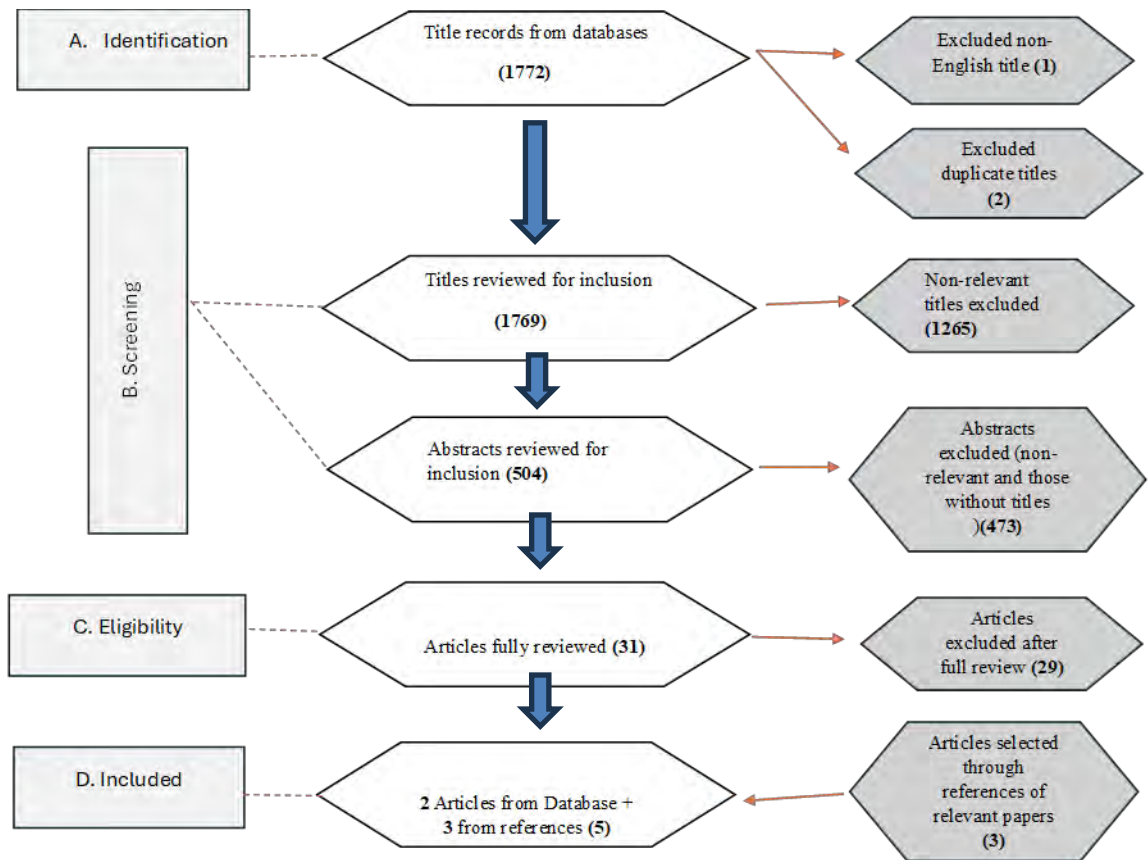 A. Identification
Title records from databases
(1772)
Excluded non-
English title (1)
Excluded
duplicate titles
(2)
B. Screening
Titles reviewed for inclusion
(1769)
Non-relevant
titles excluded
(1265)
Abstracts reviewed for
inclusion (504)
Abstracts
excluded (non-
relevant and those
without titles
)(473)
C. Eligibility
Articles fully reviewed (31)
Articles
excluded after
full review (29)
D. Included
2 Articles from Database +
3 from references (5)
Articles selected
through
references of
relevant papers
(3)